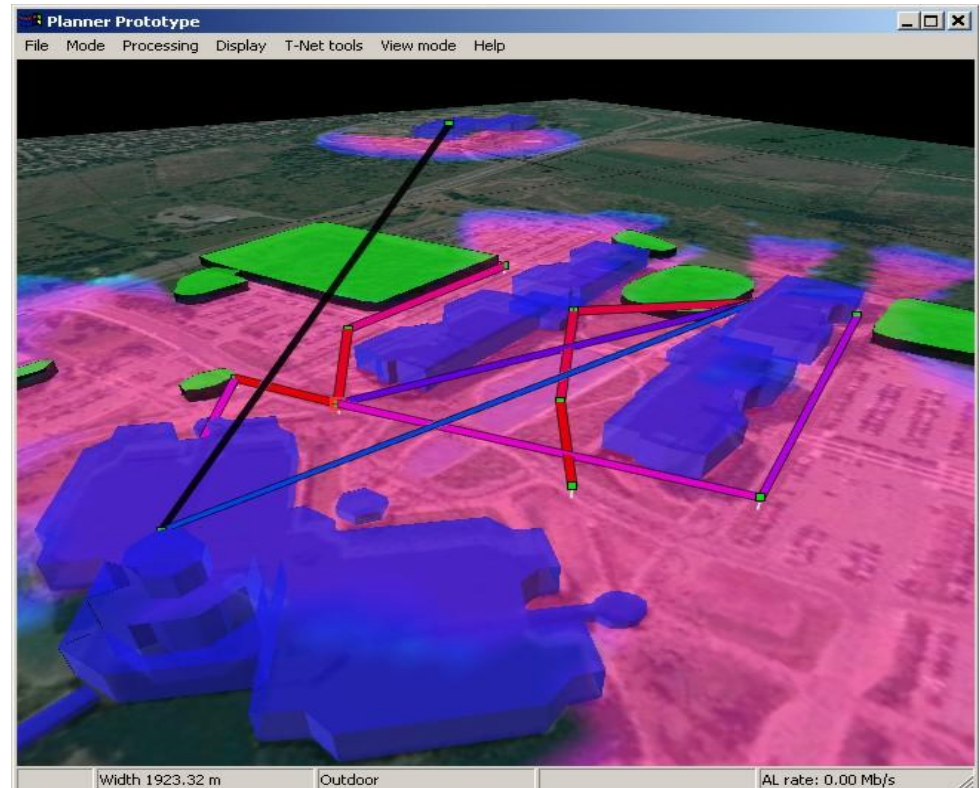 Planner Prototype
File Mode Processing Display T-Net tools View mode Help
Width 1923.32 m Outdoor AL rate: 0.00 Mb/s